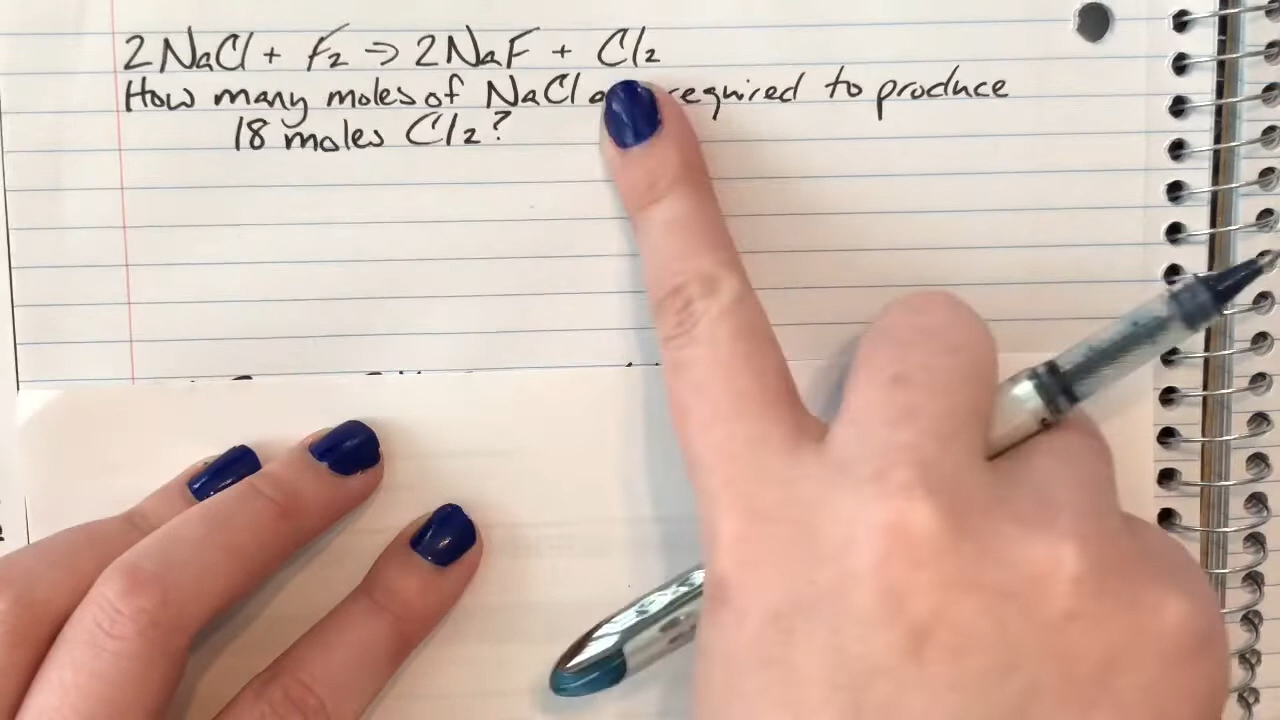 2NaCl + F₂ → 2NaF + Cl₂
How many moles of NaCl required to produce
18 moles Cl₂?